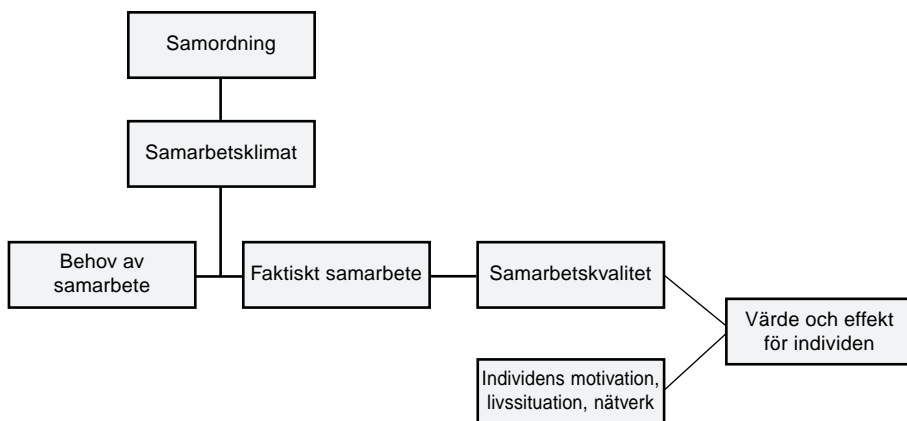 Samordning
Samarbetsklimat
Behov av
samarbete
Faktiskt samarbete
Samarbetskvalitet
Värde och effekt
för individen
Individens motivation,
livssituation, nätverk